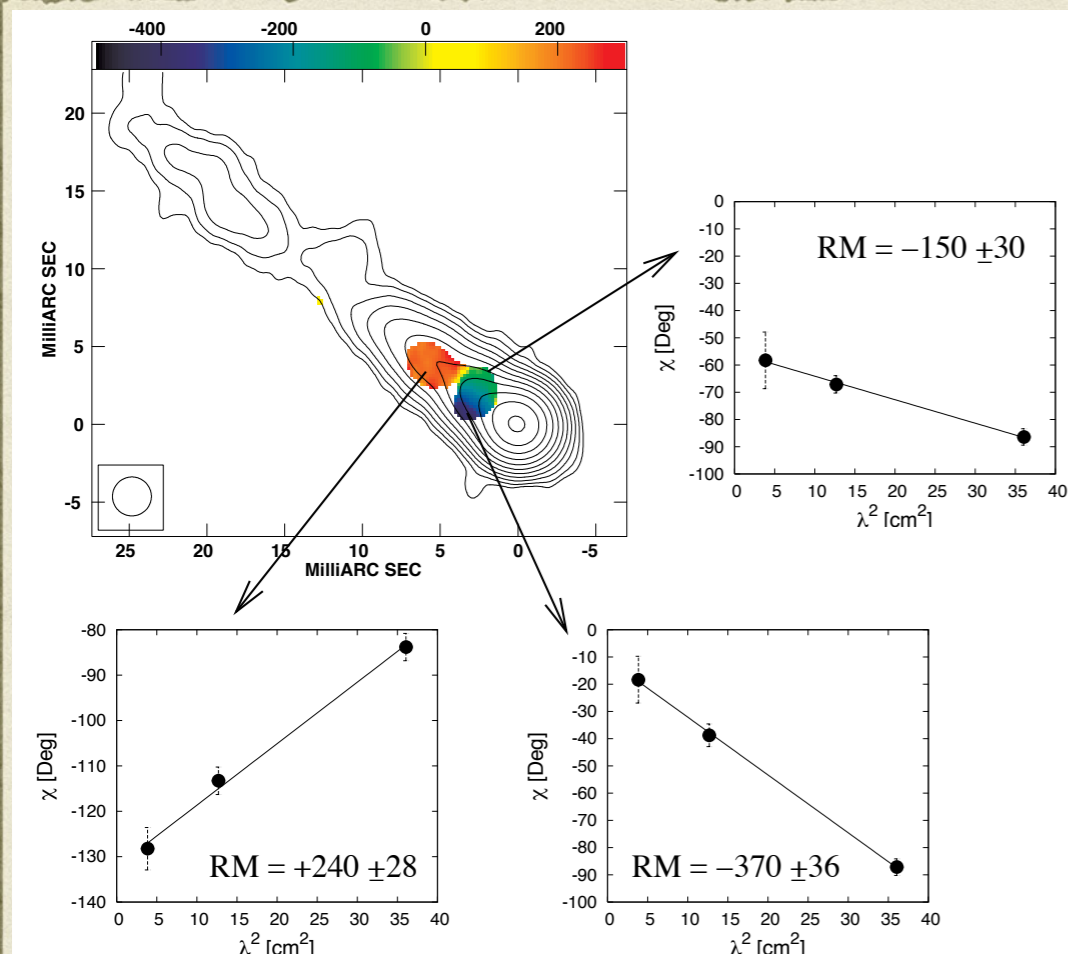 -400 -200 0 200
MilliARC SEC
20
15
10
5
0
-5
25 20 15 10 5 0 -5
MilliARC SEC
RM = −150 ±30
χ [Deg]
0
-10
-20
-30
-40
-50
-60
-70
-80
-90
-100
0 5 10 15 20 25 30 35 40
λ² [cm²]
RM = +240 ±28
χ [Deg]
-80
-90
-100
-110
-120
-130
-140
0 5 10 15 20 25 30 35 40
λ² [cm²]
RM = −370 ±36
χ [Deg]
0
-10
-20
-30
-40
-50
-60
-70
-80
-90
-100
0 5 10 15 20 25 30 35 40
λ² [cm²]